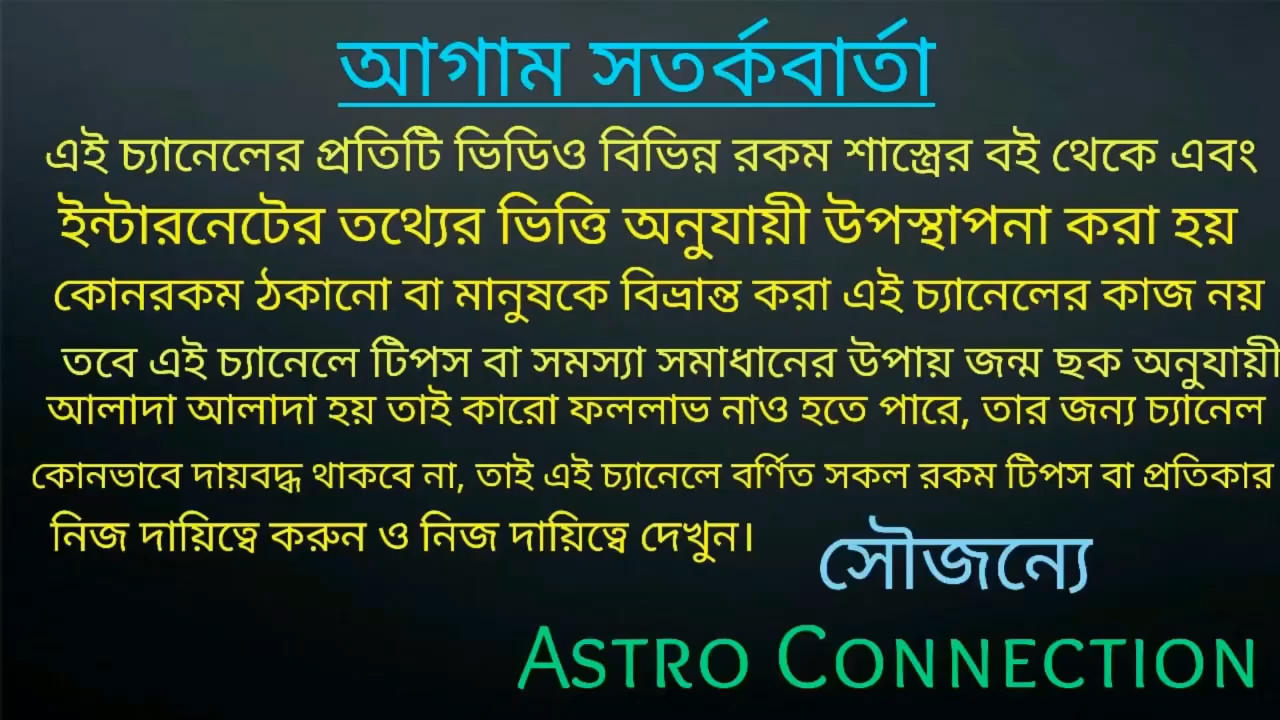 আগাম সতর্কবার্তা
এই চ্যানেলের প্রতিটি ভিডিও বিভিন্ন রকম শাস্ত্রের বই থেকে এবং
ইন্টারনেটের তথ্যের ভিত্তি অনুযায়ী উপস্থাপনা করা হয়
কোনরকম ঠকানো বা মানুষকে বিভ্রান্ত করা এই চ্যানেলের কাজ নয়
তবে এই চ্যানেলে টিপস বা সমস্যা সমাধানের উপায় জন্ম ছক অনুযায়ী
আলাদা আলাদা হয় তাই কারো ফললাভ নাও হতে পারে, তার জন্য চ্যানেল
কোনভাবে দায়বদ্ধ থাকবে না, তাই এই চ্যানেলে বর্ণিত সকল রকম টিপস বা প্রতিকার
নিজ দায়িত্বে করুন ও নিজ দায়িত্বে দেখুন।
সৌজন্যে
ASTRO CONNECTION